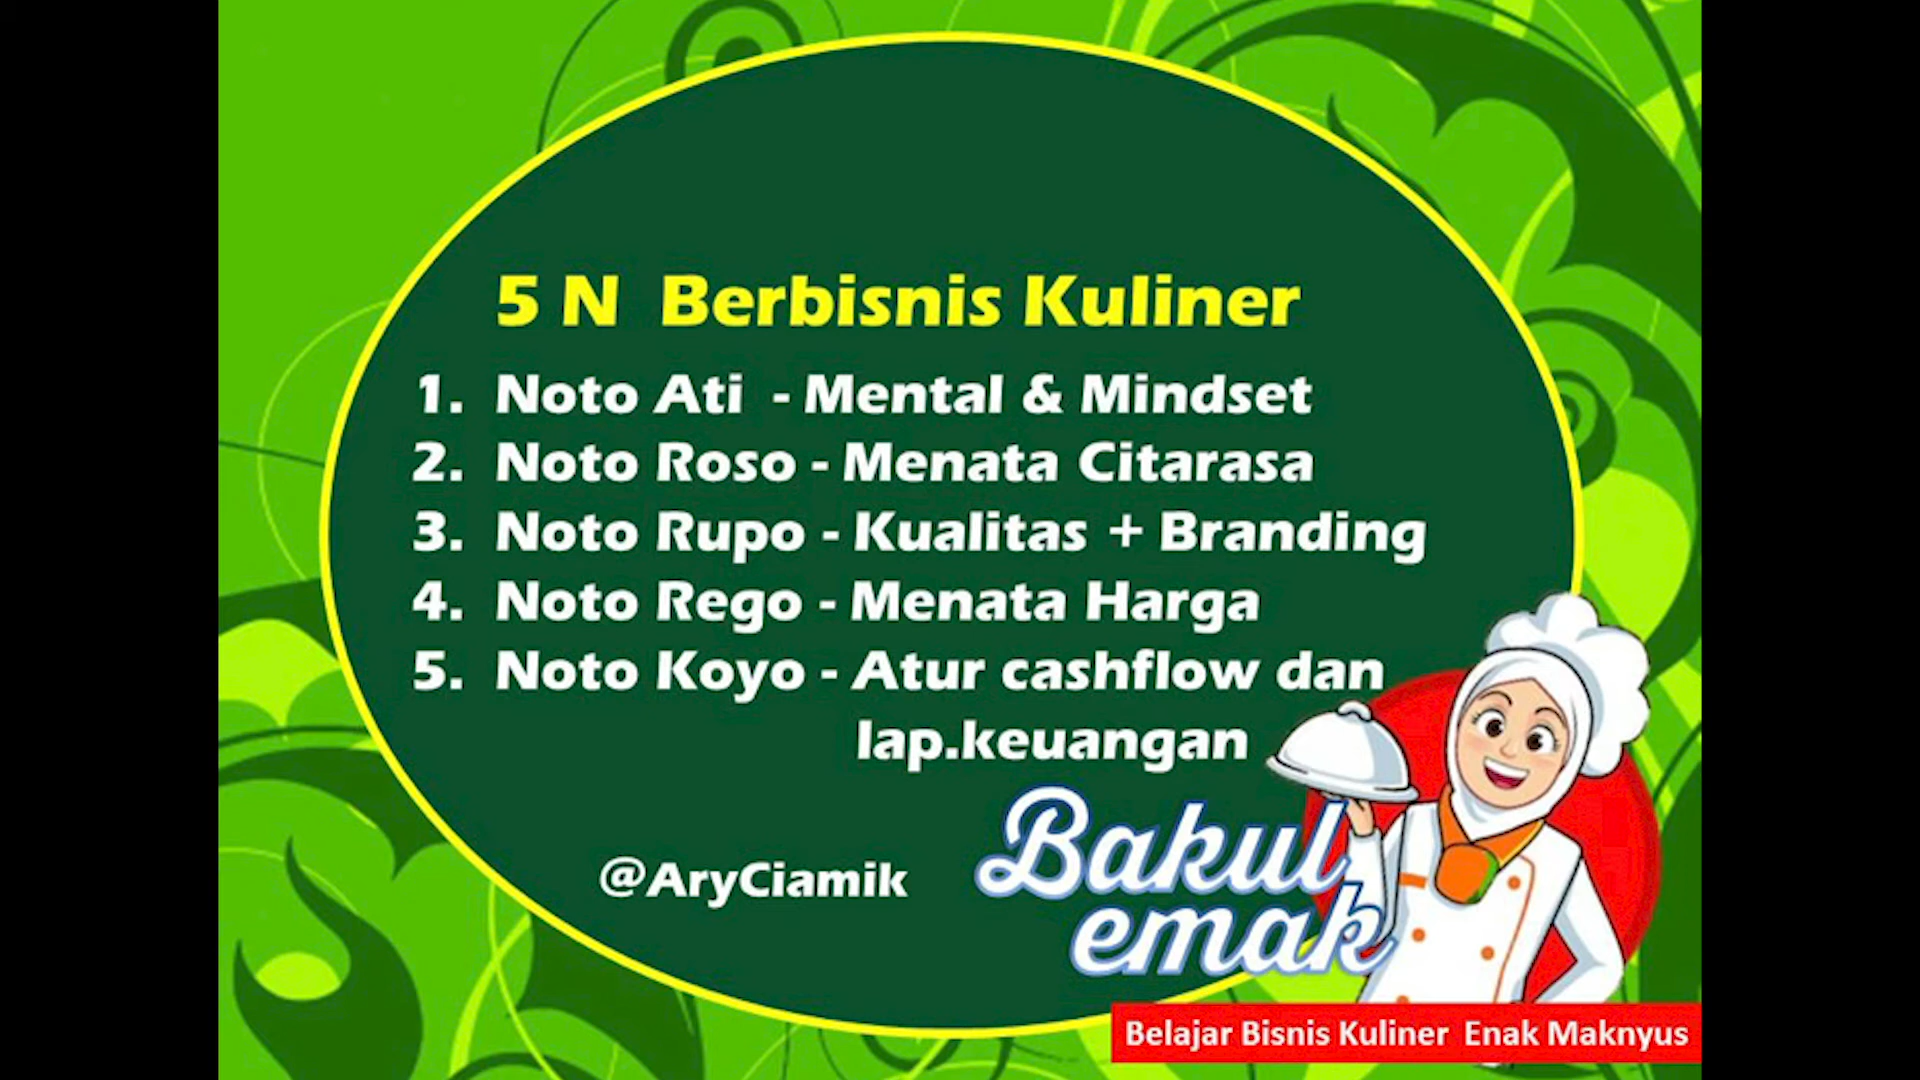 5 N Berbisnis Kuliner
1. Noto Ati - Mental & Mindset
2. Noto Roso - Menata Citarasa
3. Noto Rupo - Kualitas + Branding
4. Noto Rego - Menata Harga
5. Noto Koyo - Atur cashflow dan
lap.keuangan
@AryCiamik
Bakul
emak
Belajar Bisnis Kuliner Enak Maknyus